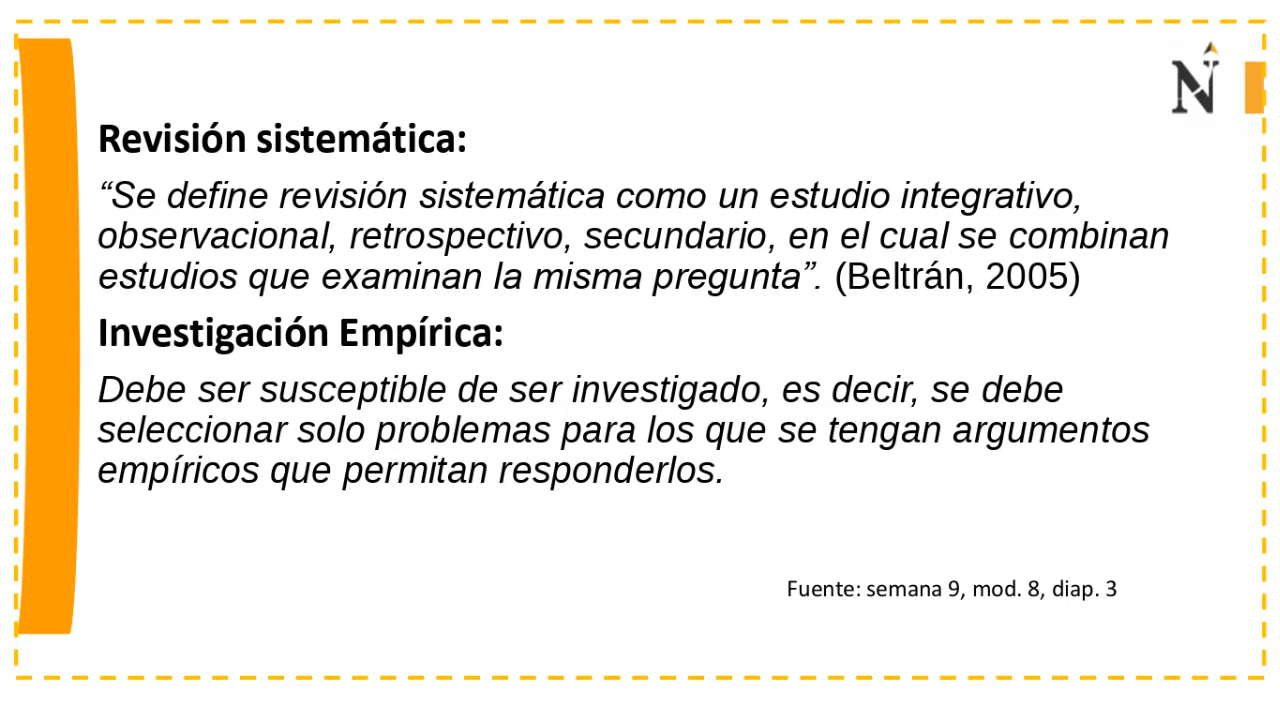 N
Revisión sistemática:
“Se define revisión sistemática como un estudio integrativo,
observacional, retrospectivo, secundario, en el cual se combinan
estudios que examinan la misma pregunta”. (Beltrán, 2005)
Investigación Empírica:
Debe ser susceptible de ser investigado, es decir, se debe
seleccionar solo problemas para los que se tengan argumentos
empíricos que permitan responderlos.
Fuente: semana 9, mod. 8, diap. 3